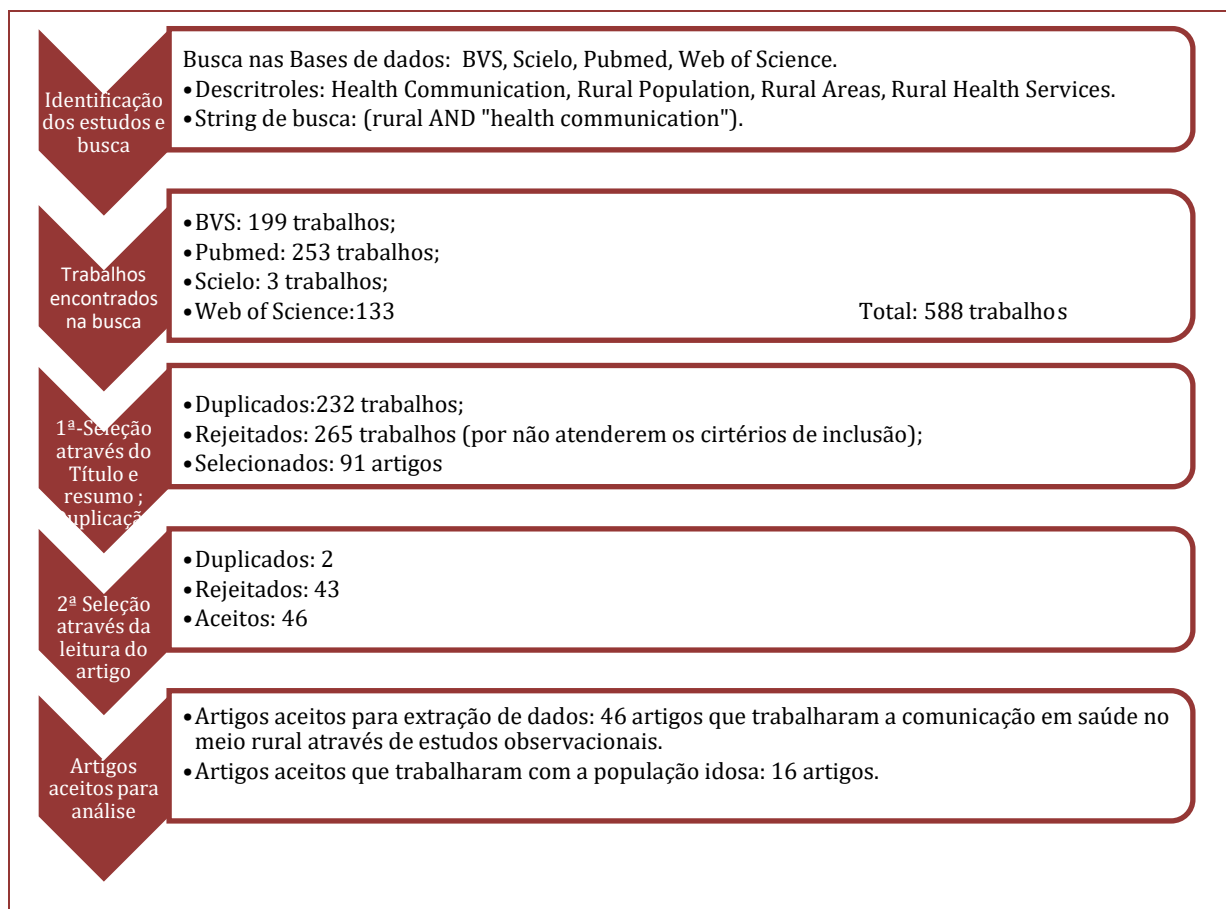 Identificação
dos estudos e
busca
Busca nas Bases de dados: BVS, Scielo, Pubmed, Web of Science.
•Descritroles: Health Communication, Rural Population, Rural Areas, Rural Health Services.
•String de busca: (rural AND "health communication").
Trabalhos
encontrados
na busca
•BVS: 199 trabalhos;
•Pubmed: 253 trabalhos;
•Scielo: 3 trabalhos;
•Web of Science:133 Total: 588 trabalhos
1ª-Seleção
através do
Título e
resumo ;
Duplicação
•Duplicados:232 trabalhos;
•Rejeitados: 265 trabalhos (por não atenderem os cirtérios de inclusão);
•Selecionados: 91 artigos
2ª Seleção
através da
leitura do
artigo
•Duplicados: 2
•Rejeitados: 43
•Aceitos: 46
Artigos
aceitos para
análise
•Artigos aceitos para extração de dados: 46 artigos que trabalharam a comunicação em saúde no
meio rural através de estudos observacionais.
•Artigos aceitos que trabalharam com a população idosa: 16 artigos.